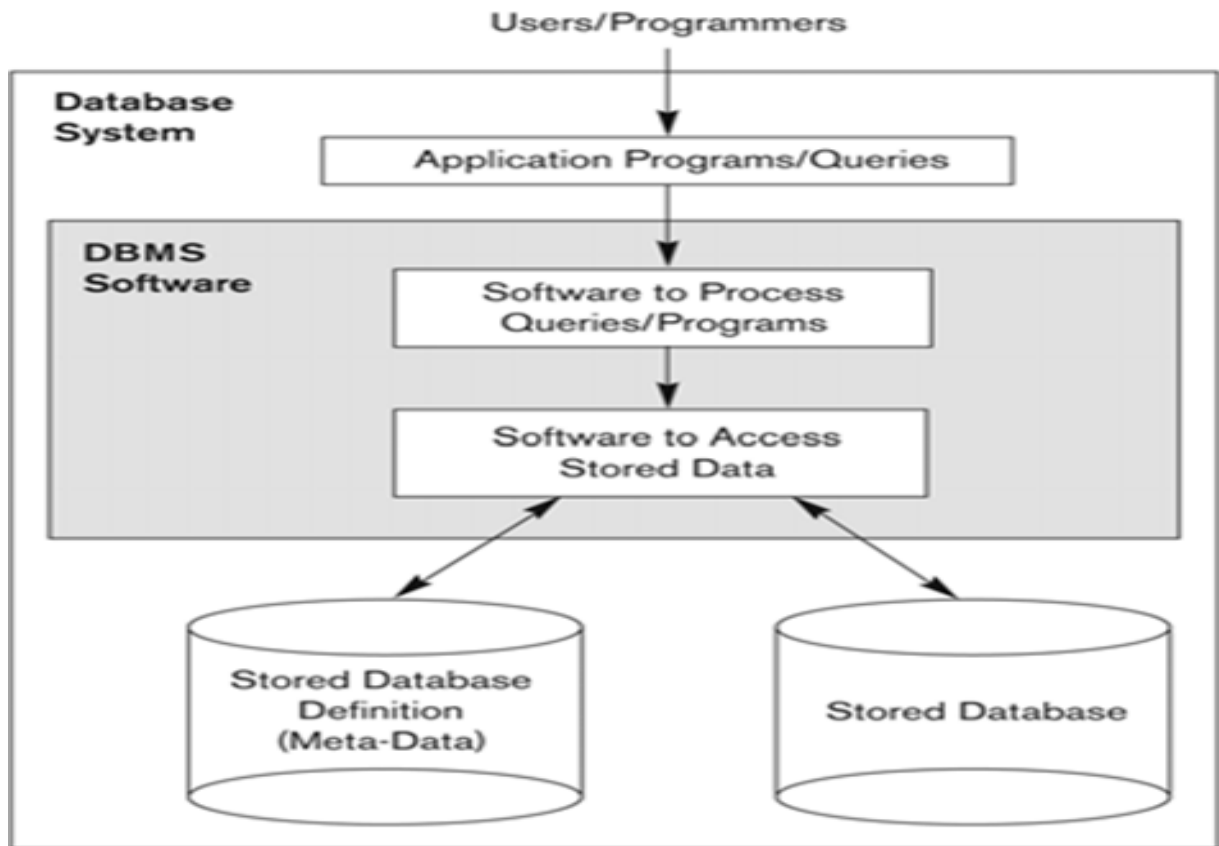 Users/Programmers
Database
System
Application Programs/Queries
DBMS
Software
Software to Process
Queries/Programs
Software to Access
Stored Data
Stored Database
Definition
(Meta-Data)
Stored Database